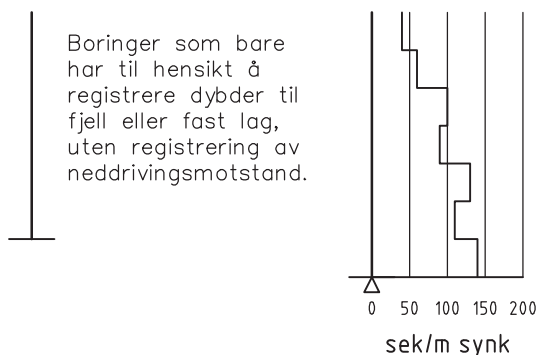 Boringer som bare
har til hensikt å
registrere dybder til
fjell eller fast lag,
uten registrering av
neddrivingsmotstand.
0 50 100 150 200
sek/m synk